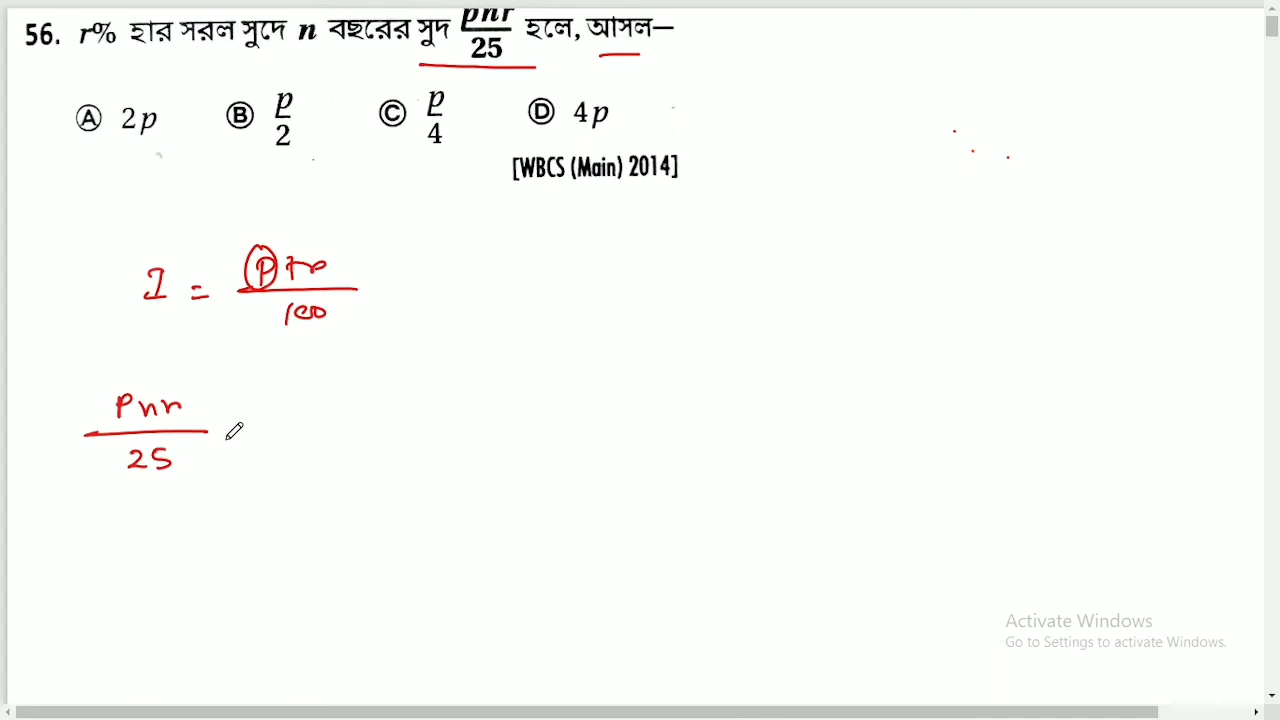 56. r% হার সরল সুদে n বছরের সুদ pnr/25 হলে, আসল—
Ⓐ 2p Ⓑ p/2 Ⓒ p/4 Ⓓ 4p
[WBCS (Main) 2014]
I = Ptr/100
Pnr/25
Activate Windows
Go to Settings to activate Windows.